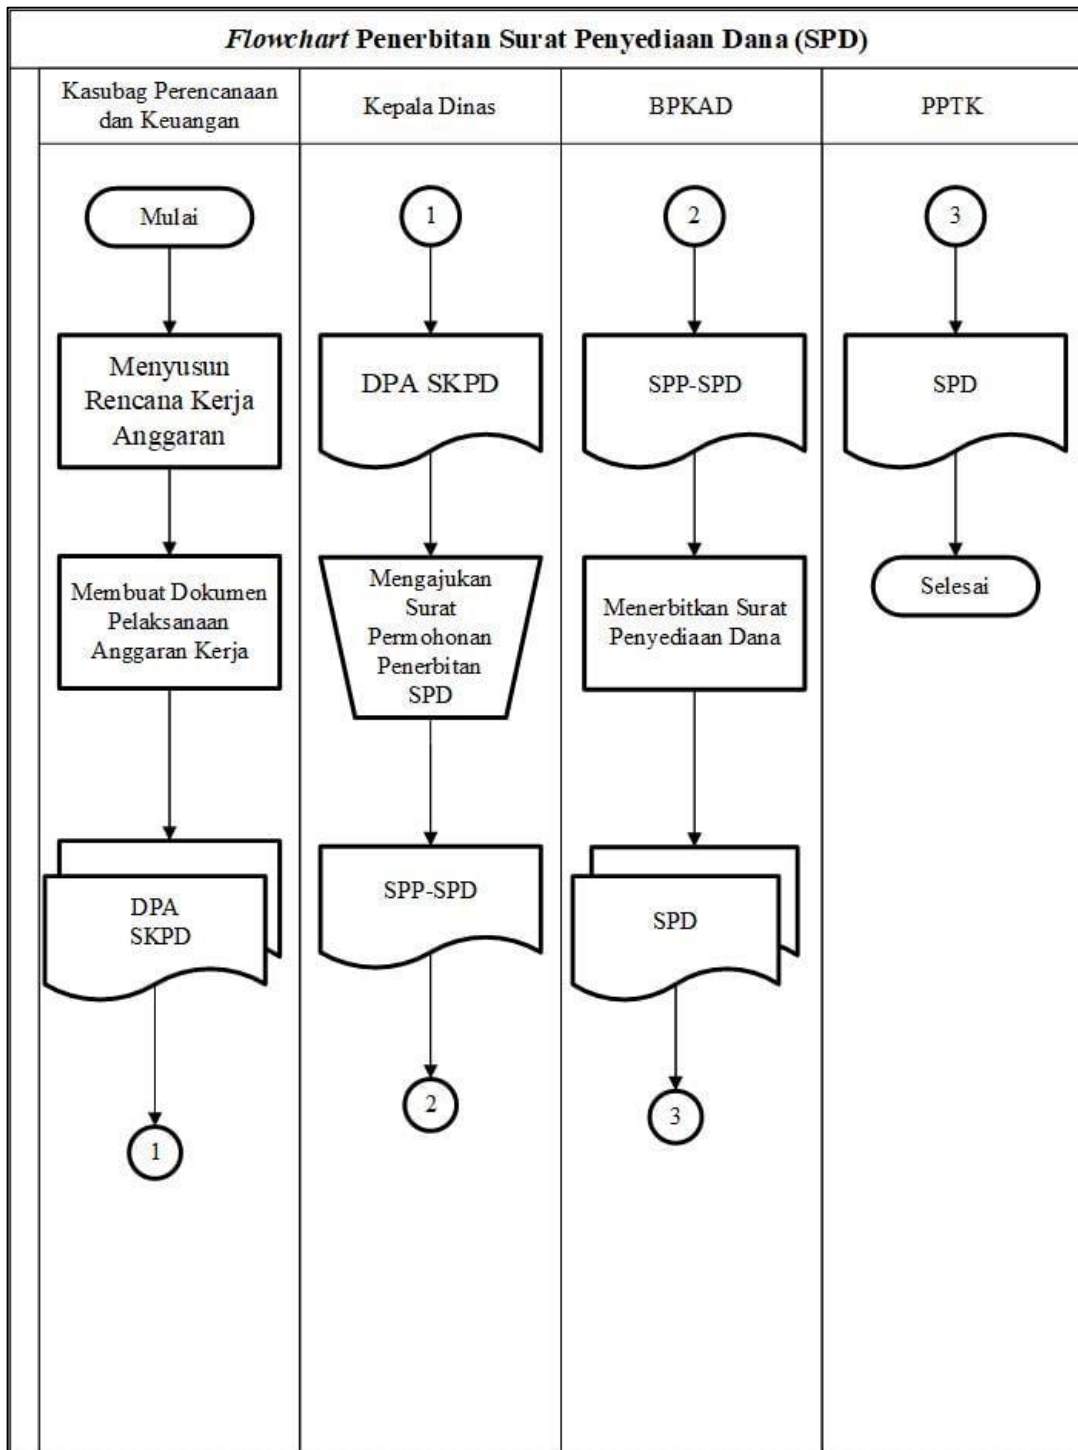 Flowchart Penerbitan Surat Penyediaan Dana (SPD)
Kasubag Perencanaan
dan Keuangan
Kepala Dinas
BPKAD
PPTK
Mulai
Menyusun
Rencana Kerja
Anggaran
Membuat Dokumen
Pelaksanaan
Anggaran Kerja
DPA
SKPD
1
1
DPA SKPD
Mengajukan
Surat
Permohonan
Penerbitan
SPD
SPP-SPD
2
2
SPP-SPD
Menerbitkan Surat
Penyediaan Dana
SPD
3
3
SPD
Selesai